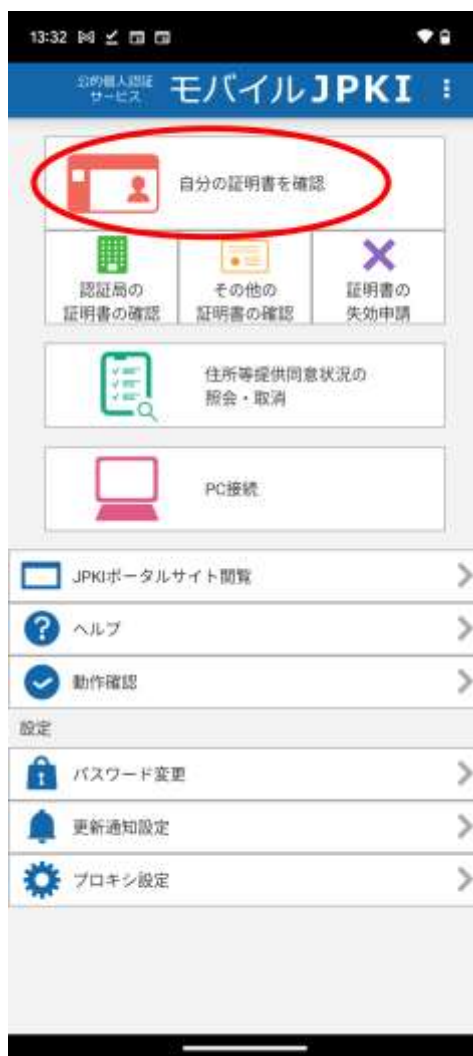 13:32
公的個人認証
サービス
モバイルJPKI
自分の証明書を確認
認証局の
証明書の確認
その他の
証明書の確認
証明書の
失効申請
住所等提供同意状況の
照会・取消
PC接続
JPKIポータルサイト閲覧
ヘルプ
動作確認
設定
パスワード変更
更新通知設定
プロキシ設定